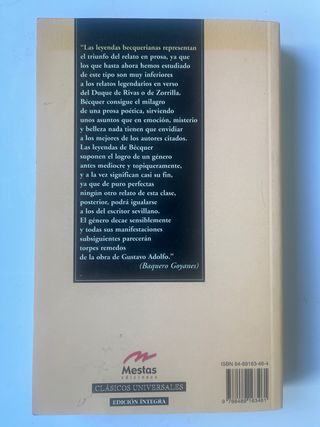 "Las leyendas becquerianas representan
el triunfo del relato en prosa, ya que
los que hasta ahora hemos estudiado
de este tipo son muy inferiores
a los relatos legendarios en verso
del Duque de Rivas o de Zorrilla.
Bécquer consigue el milagro
de una prosa poética, sirviendo
unos asuntos que en emoción, misterio
y belleza nada tienen que envidiar
a los mejores de los autores citados.
Las leyendas de Bécquer
suponen el logro de un género
antes mediocre y topiqueramente,
y a la vez significan casi su fin,
ya que de puro perfectas
ningún otro relato de esta clase,
posterior, podrá igualarse
a los del escritor sevillano.
El género decae sensiblemente
y todas sus manifestaciones
subsiguientes parecerán
torpes remedos
de la obra de Gustavo Adolfo."
(Baquero Goyanes)
Mestas
ediciones
CLÁSICOS UNIVERSALES
EDICIÓN ÍNTEGRA
ISBN 84-89163-48-4
9 788489 163481